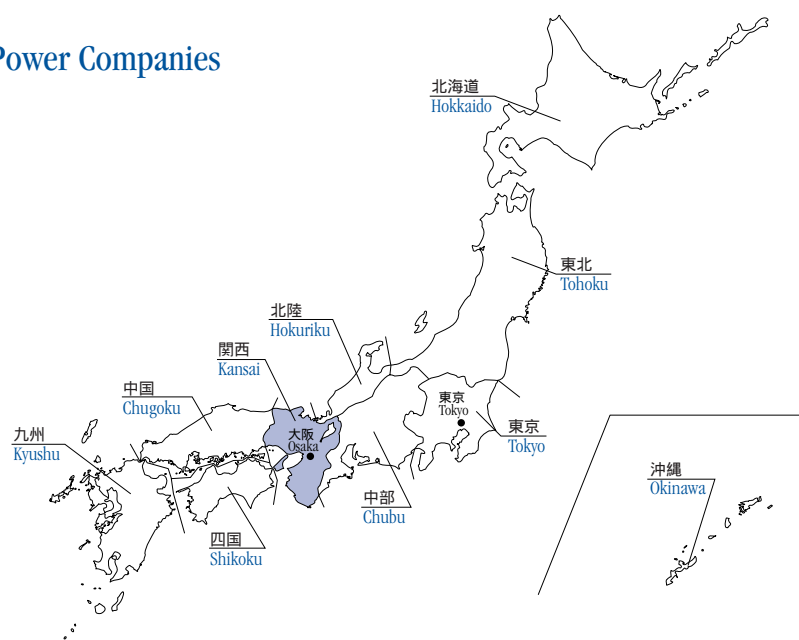 Power Companies
北海道
Hokkaido
東北
Tohoku
北陸
Hokuriku
関西
Kansai
中国
Chugoku
東京
Tokyo
大阪
Osaka
東京
Tokyo
九州
Kyushu
沖縄
Okinawa
中部
Chubu
四国
Shikoku